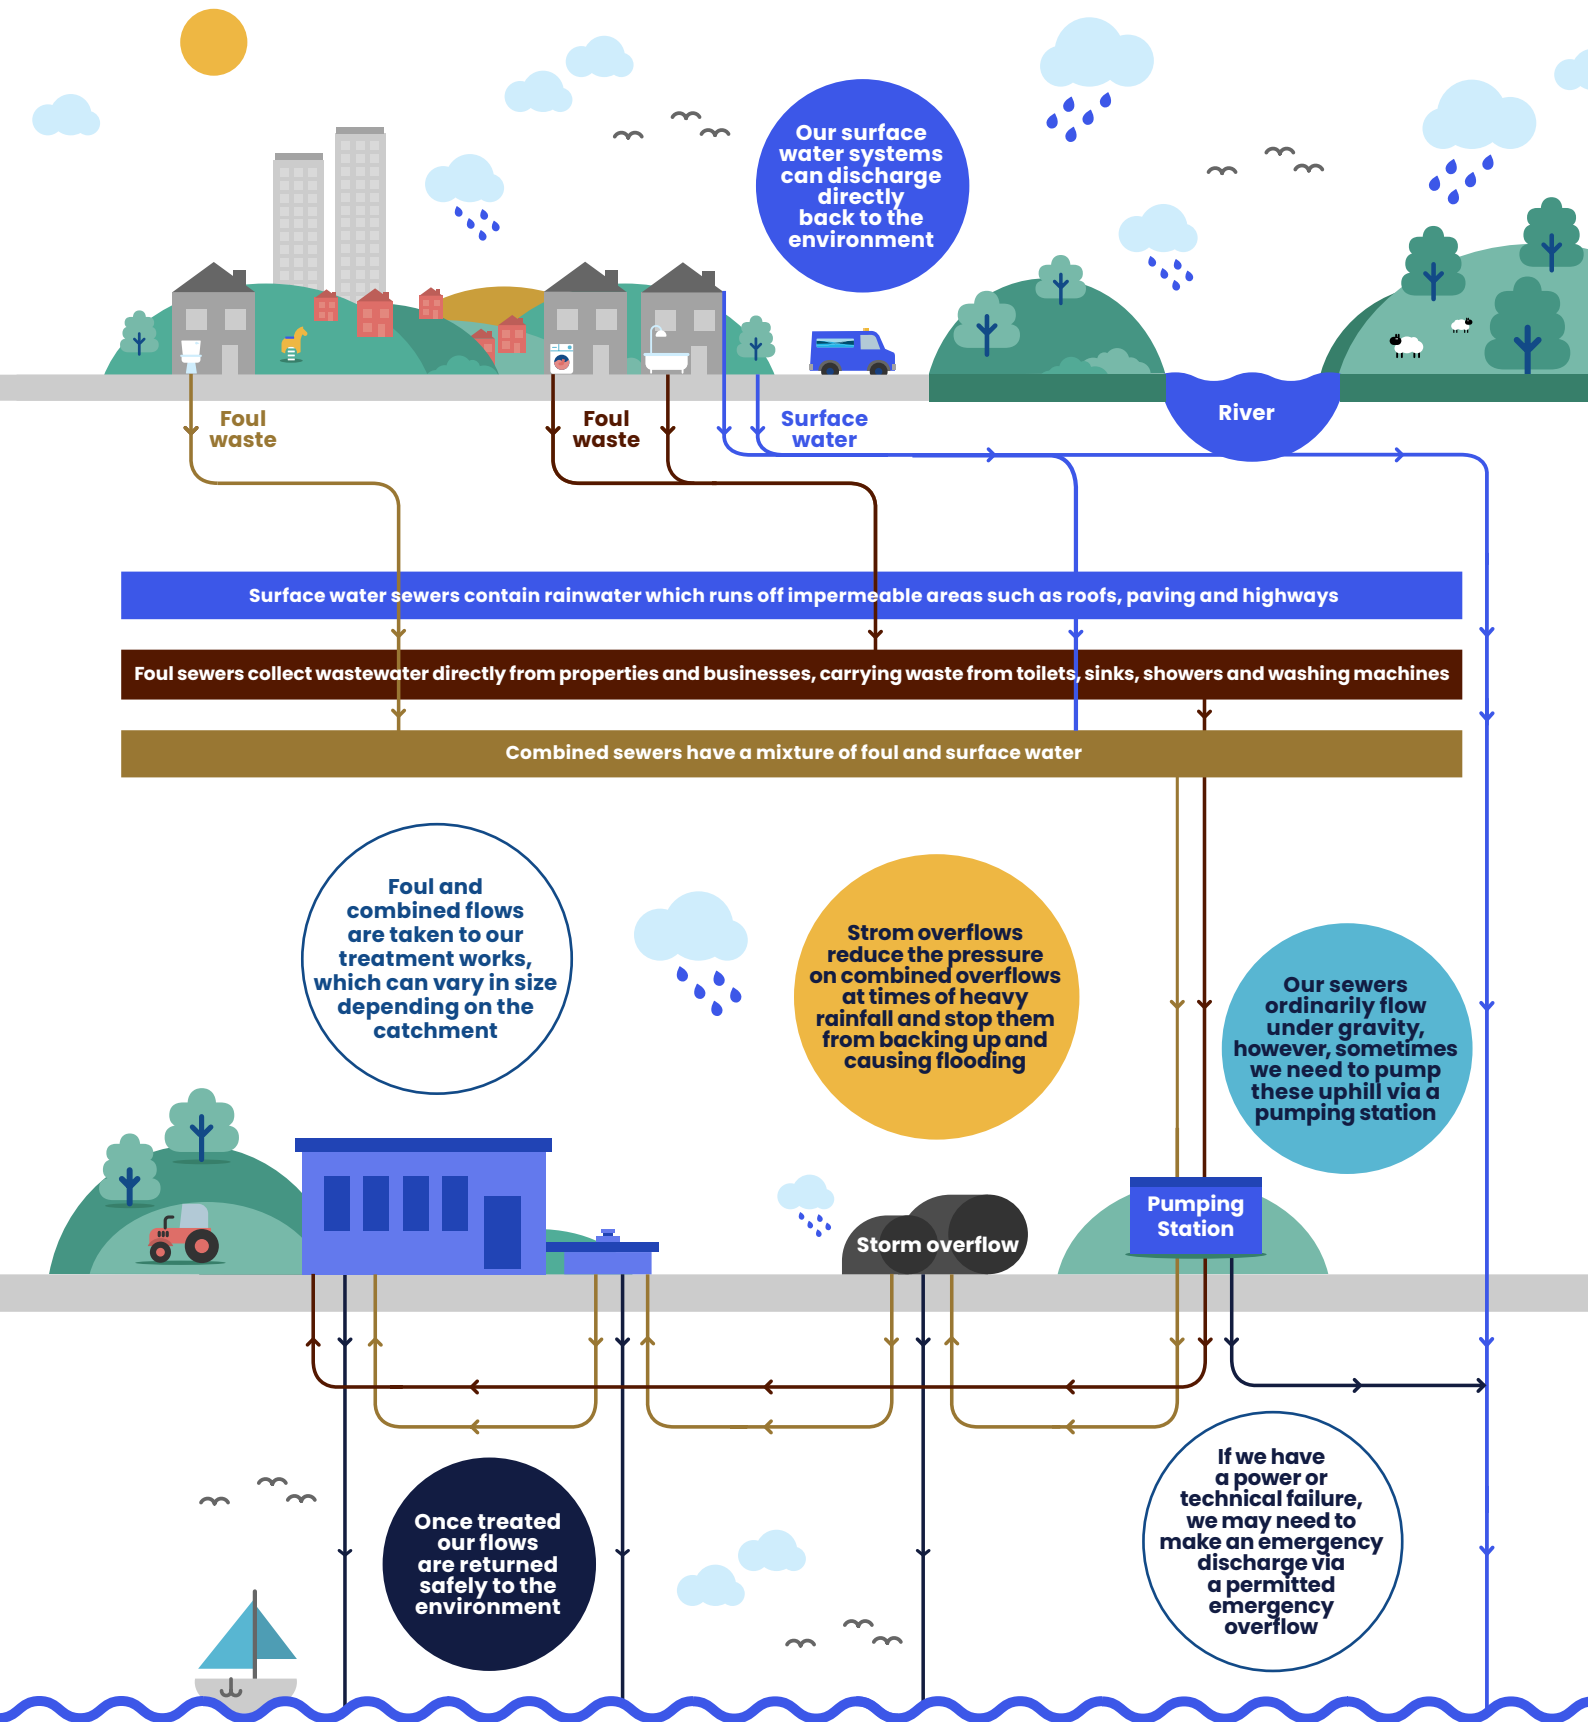 Our surface
water systems
can discharge
directly
back to the
environment
Foul
waste
Foul
waste
Surface
water
River
Surface water sewers contain rainwater which runs off impermeable areas such as roofs, paving and highways
Foul sewers collect wastewater directly from properties and businesses, carrying waste from toilets, sinks, showers and washing machines
Combined sewers have a mixture of foul and surface water
Foul and
combined flows
are taken to our
treatment works,
which can vary in size
depending on the
catchment
Strom overflows
reduce the pressure
on combined overflows
at times of heavy
rainfall and stop them
from backing up and
causing flooding
Our sewers
ordinarily flow
under gravity,
however, sometimes
we need to pump
these uphill via a
pumping station
Pumping
Station
Storm overflow
Once treated
our flows
are returned
safely to the
environment
If we have
a power or
technical failure,
we may need to
make an emergency
discharge via
a permitted
emergency
overflow